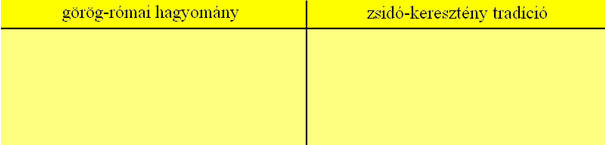 görög-római hagyomány
zsidó-keresztény tradíció